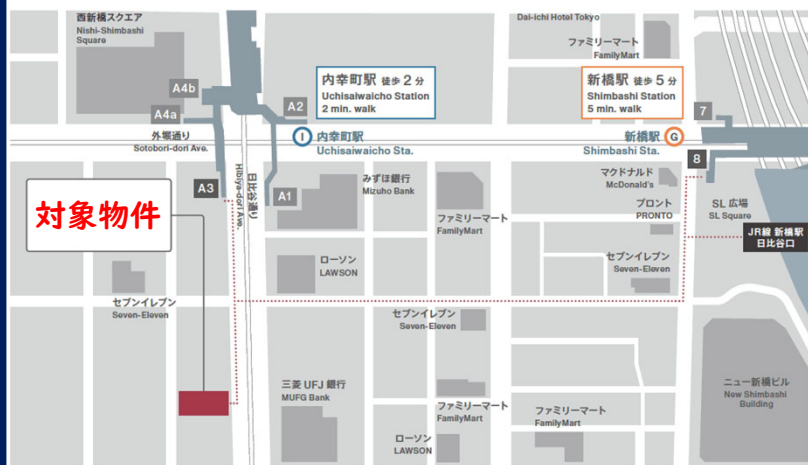 西新橋スクエア
Nishi-Shimbashi
Square
Dai-ichi Hotel Tokyo
ファミリーマート
FamilyMart
A4b
A4a
A2
内幸町駅 徒歩 2 分
Uchisaiwaicho Station
2 min. walk
新橋駅 徒歩 5 分
Shimbashi Station
5 min. walk
7
外堀通り
Sotobori-dori Ave.
I 内幸町駅
Uchisaiwaicho Sta.
新橋駅 G
Shimbashi Sta.
8
A3
Hibiya-dori Ave.
日比谷通り
A1
みずほ銀行
Mizuho Bank
マクドナルド
McDonald's
対象物件
ファミリーマート
FamilyMart
プロント
PRONTO
SL 広場
SL Square
JR線 新橋駅
日比谷口
ローソン
LAWSON
セブンイレブン
Seven-Eleven
セブンイレブン
Seven-Eleven
セブンイレブン
Seven-Eleven
三菱 UFJ 銀行
MUFG Bank
ニュー新橋ビル
New Shimbashi
Building
ファミリーマート
FamilyMart
ファミリーマート
FamilyMart
ローソン
LAWSON